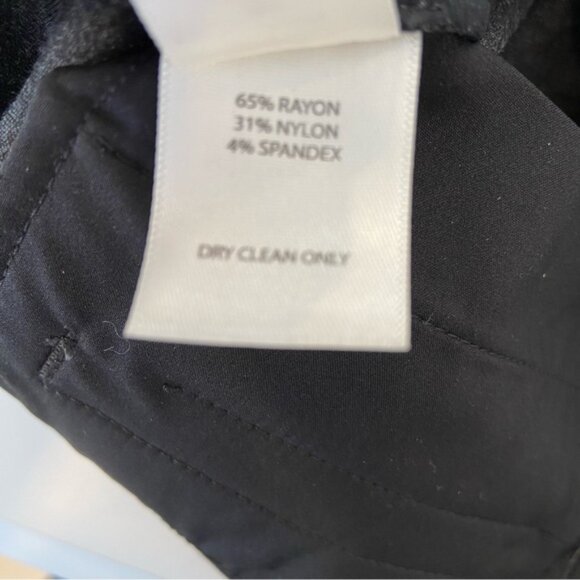 65% RAYON
31% NYLON
4% SPANDEX
DRY CLEAN ONLY